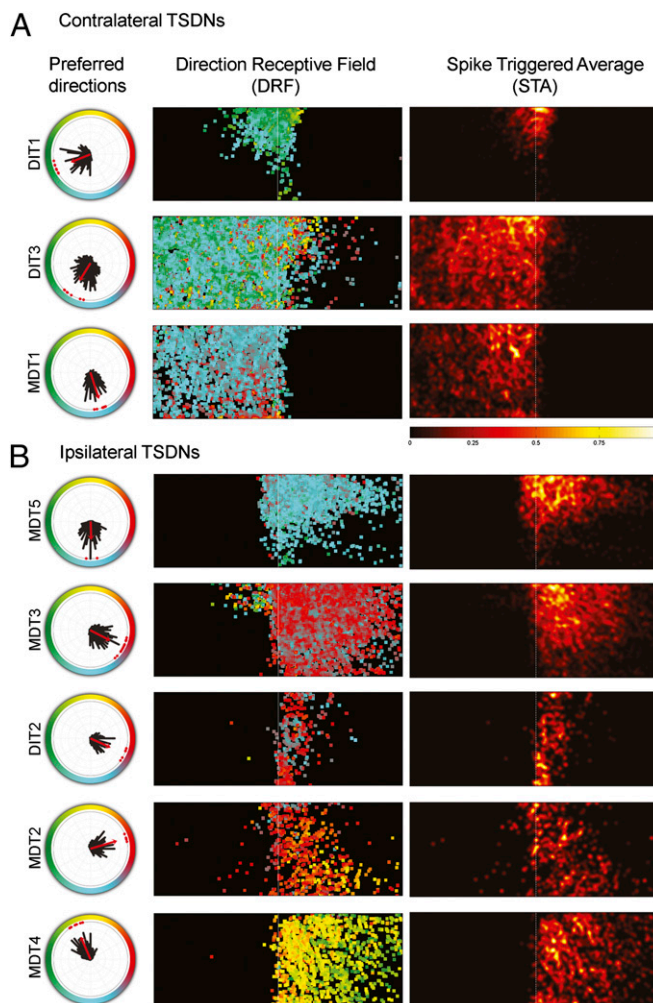 A Contralateral TSDNs
Preferred directions
Direction Receptive Field (DRF)
Spike Triggered Average (STA)
DIT1
DIT3
MDT1
0 0.25 0.5 0.75
B Ipsilateral TSDNs
MDT5
MDT3
DIT2
MDT2
MDT4